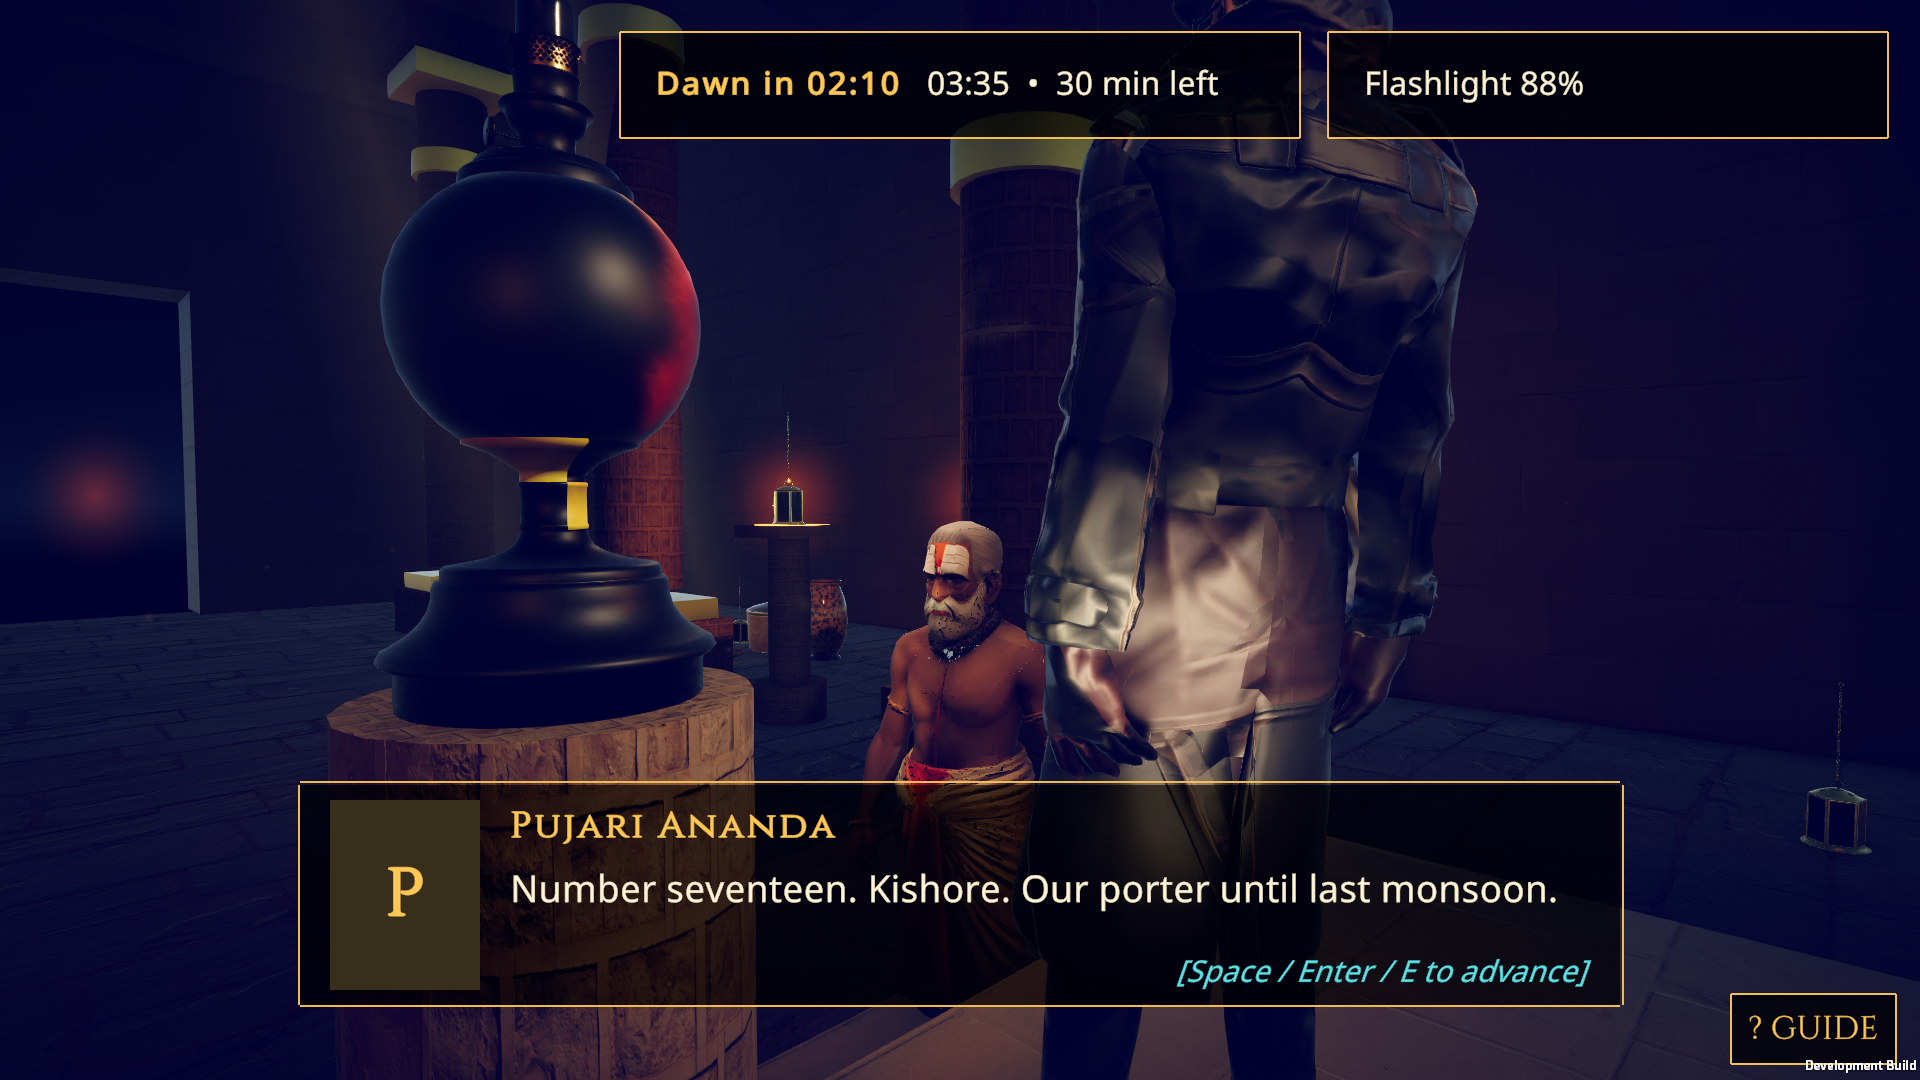 Dawn in 02:10 03:35 • 30 min left
Flashlight 88%
PUJARI ANANDA
P
Number seventeen. Kishore. Our porter until last monsoon.
[Space / Enter / E to advance]
? GUIDE
Development Build